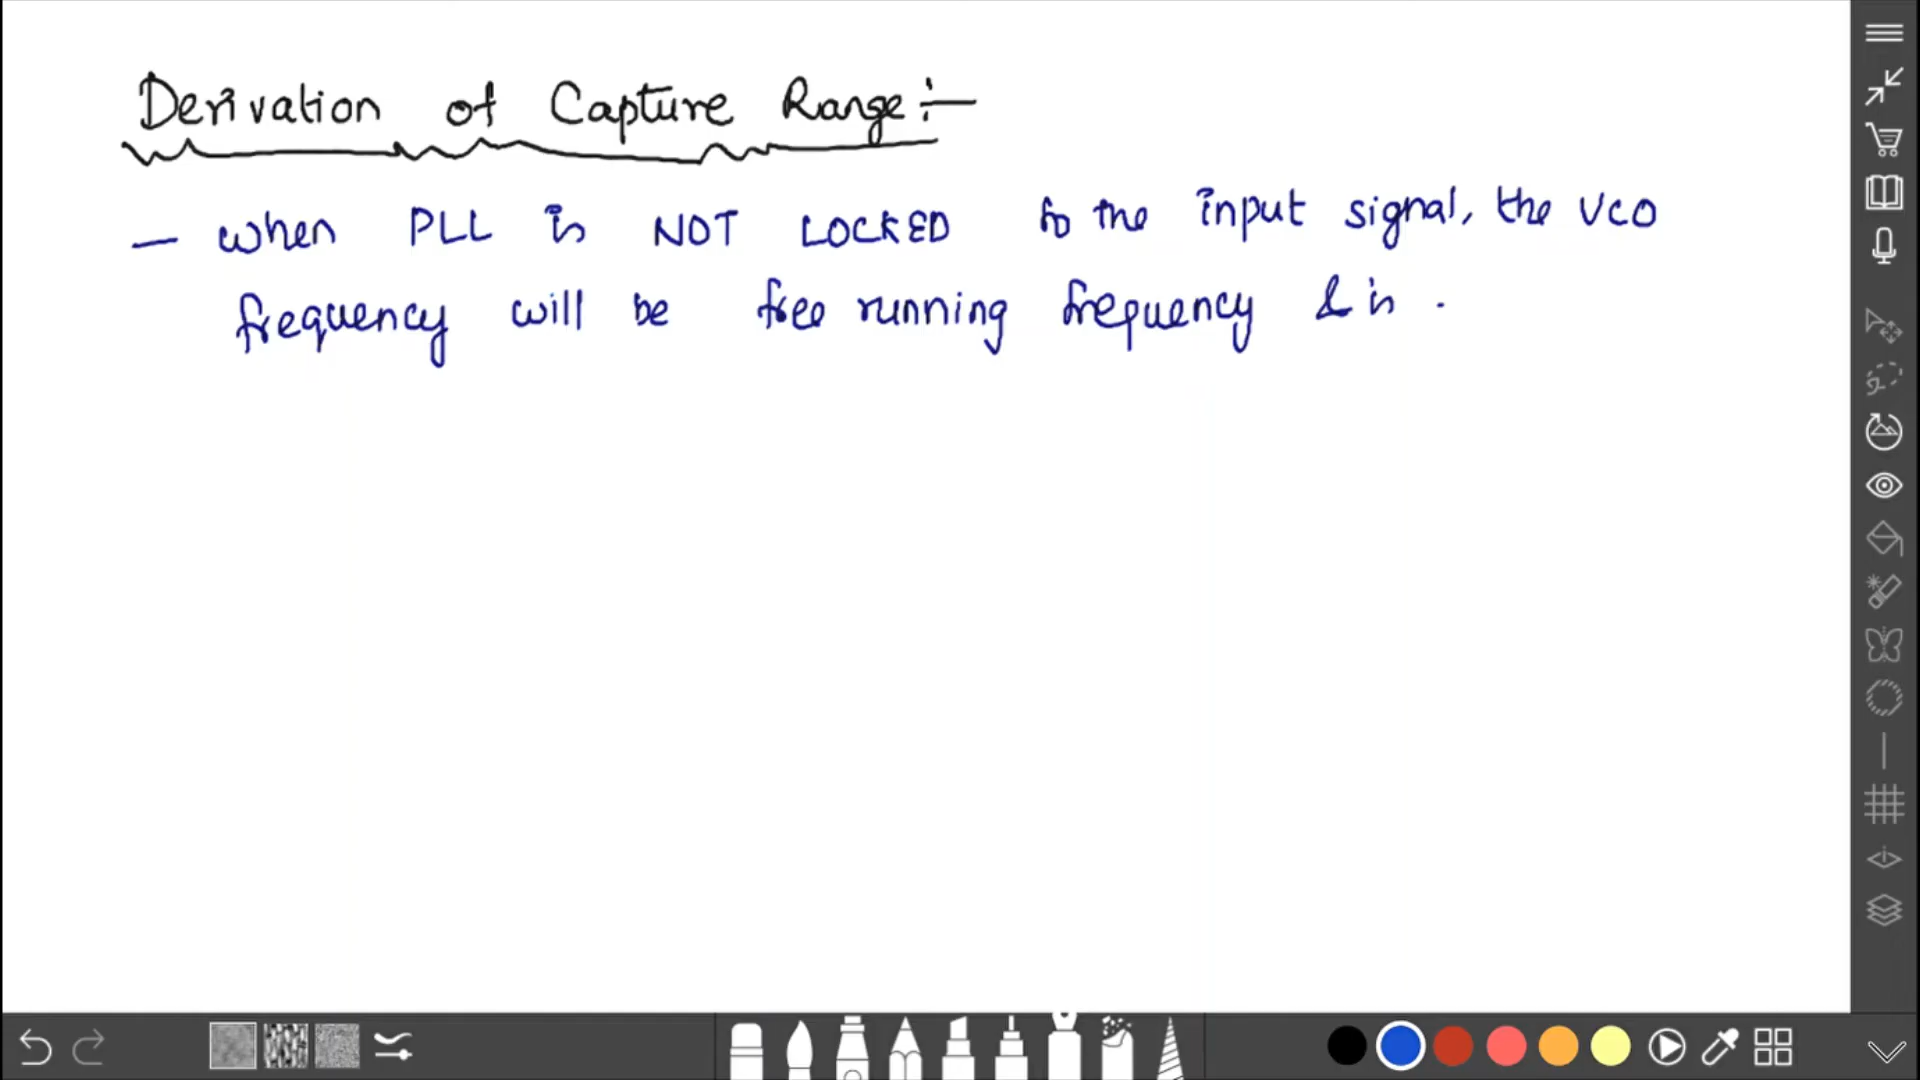 Derivation of Capture Range :-
- when PLL is NOT LOCKED to the input signal, the VCO
frequency will be free running frequency & is .